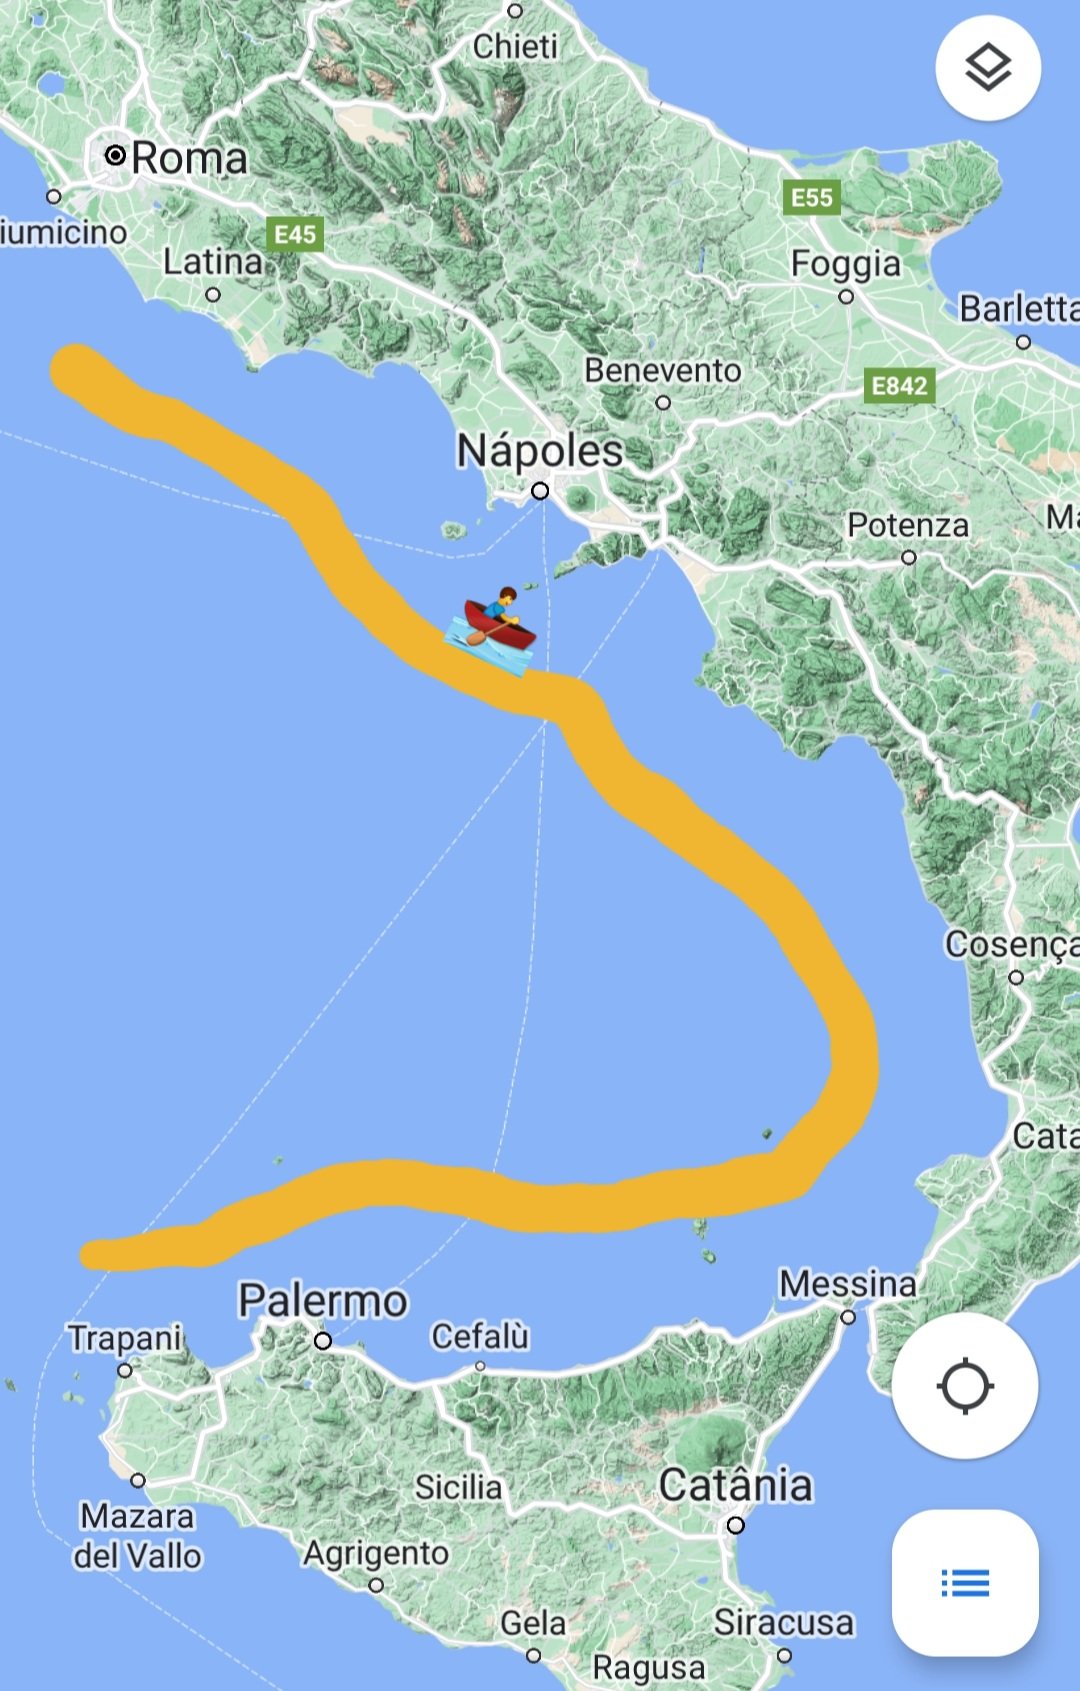 Chieti
Roma
E55
iumicino
E45
Latina
Foggia
Barletta
Benevento
E842
Nápoles
Potenza
Ma
Cosença
Cata
Messina
Palermo
Trapani
Cefalù
Sicilia
Catânia
Mazara
del Vallo
Agrigento
Gela
Siracusa
Ragusa